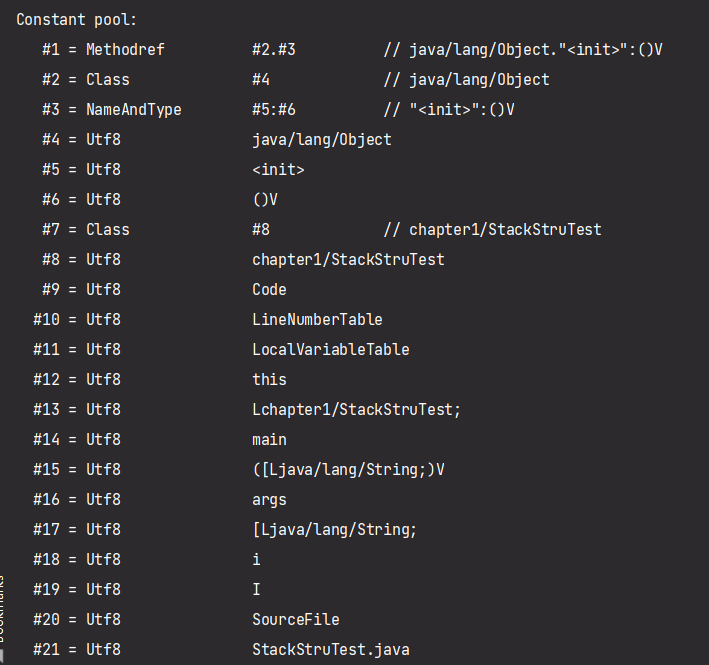 Constant pool:
#1 = Methodref #2.#3 // java/lang/Object."<init>":()V
#2 = Class #4 // java/lang/Object
#3 = NameAndType #5:#6 // "<init>":()V
#4 = Utf8 java/lang/Object
#5 = Utf8 <init>
#6 = Utf8 ()V
#7 = Class #8 // chapter1/StackStruTest
#8 = Utf8 chapter1/StackStruTest
#9 = Utf8 Code
#10 = Utf8 LineNumberTable
#11 = Utf8 LocalVariableTable
#12 = Utf8 this
#13 = Utf8 Lchapter1/StackStruTest;
#14 = Utf8 main
#15 = Utf8 ([Ljava/lang/String;)V
#16 = Utf8 args
#17 = Utf8 [Ljava/lang/String;
#18 = Utf8 i
#19 = Utf8 I
#20 = Utf8 SourceFile
#21 = Utf8 StackStruTest.java